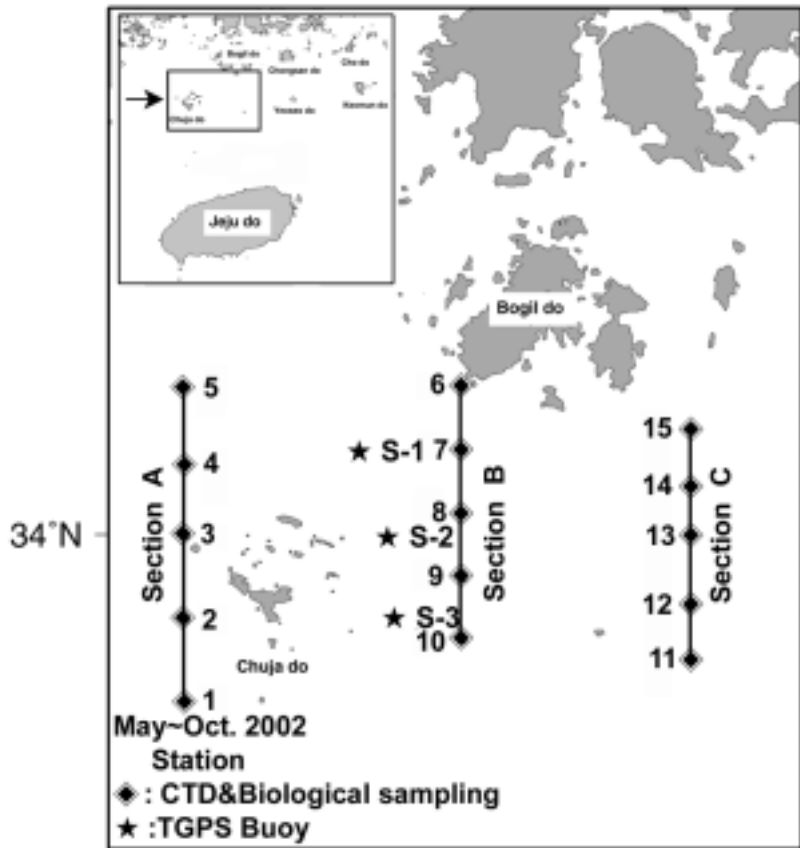 Bogil do
Chongsan do
Cho do
Chuja do
Yeoseo do
Keomun do
Jeju do
Bogil do
5
4
3
2
1
Section A
6
7
8
9
10
Section B
S-1
S-2
S-3
15
14
13
12
11
Section C
34°N
Chuja do
May~Oct. 2002
Station
: CTD&Biological sampling
:TGPS Buoy